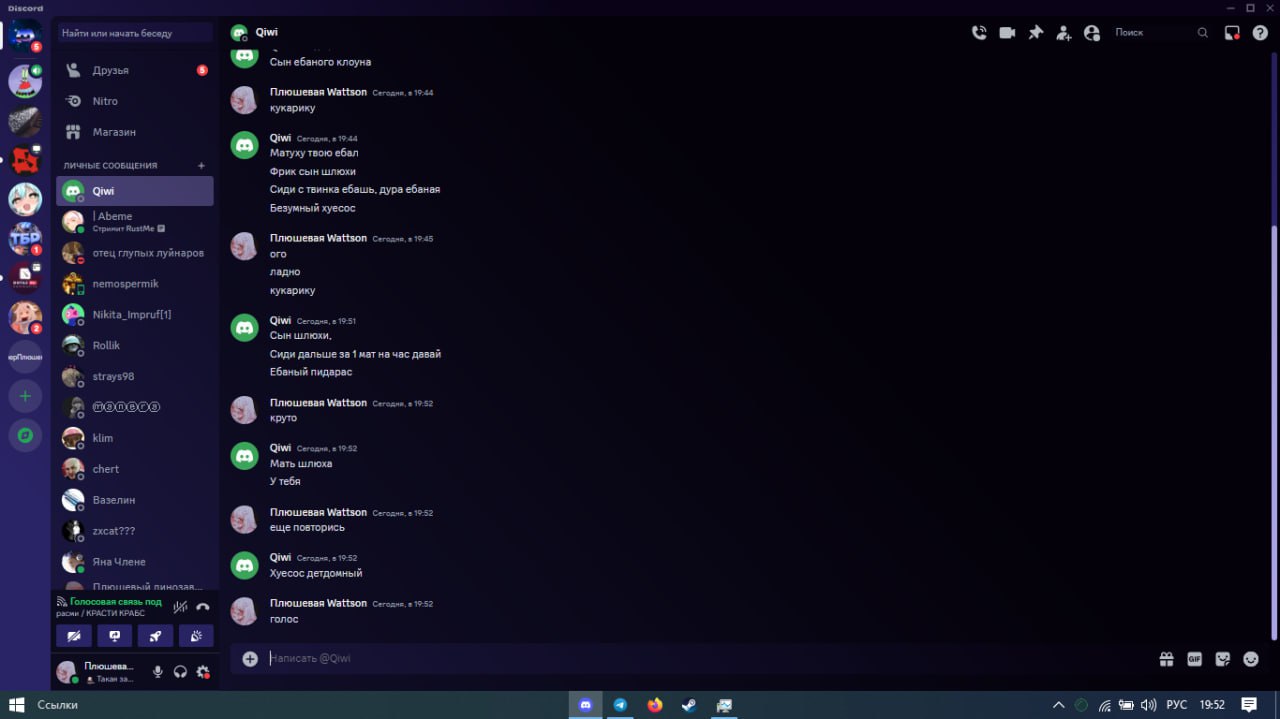 Discord
Найти или начать беседу
Друзья
5
Nitro
Магазин
ЛИЧНЫЕ СООБЩЕНИЯ
Qiwi
| Abeme
Стримит RustMe
отец глупых луйнаров
nemospermik
Nikita_Impruf[1]
Rollik
strays98
klim
chert
Вазелин
zxcat???
Яна Члене
Плюшевый динозав...
Голосовая связь под
расми / КРАСТИ КРАБС
Плюшева...
Такая за...
5
ТБР
1
2
Qiwi
Поиск
Сын ебаного клоуна
Плюшевая Wattson Сегодня, в 19:44
кукарику
Qiwi Сегодня, в 19:44
Матуху твою ебал
Фрик сын шлюхи
Сиди с твинка ебашь, дура ебаная
Безумный хуесос
Плюшевая Wattson Сегодня, в 19:45
ого
ладно
кукарику
Qiwi Сегодня, в 19:51
Сын шлюхи,
Сиди дальше за 1 мат на час давай
Ебаный пидарас
Плюшевая Wattson Сегодня, в 19:52
круто
Qiwi Сегодня, в 19:52
Мать шлюха
У тебя
Плюшевая Wattson Сегодня, в 19:52
еще повторись
Qiwi Сегодня, в 19:52
Хуесос детдомный
Плюшевая Wattson Сегодня, в 19:52
голос
Написать @Qiwi
GIF
Ссылки
РУС
19:52